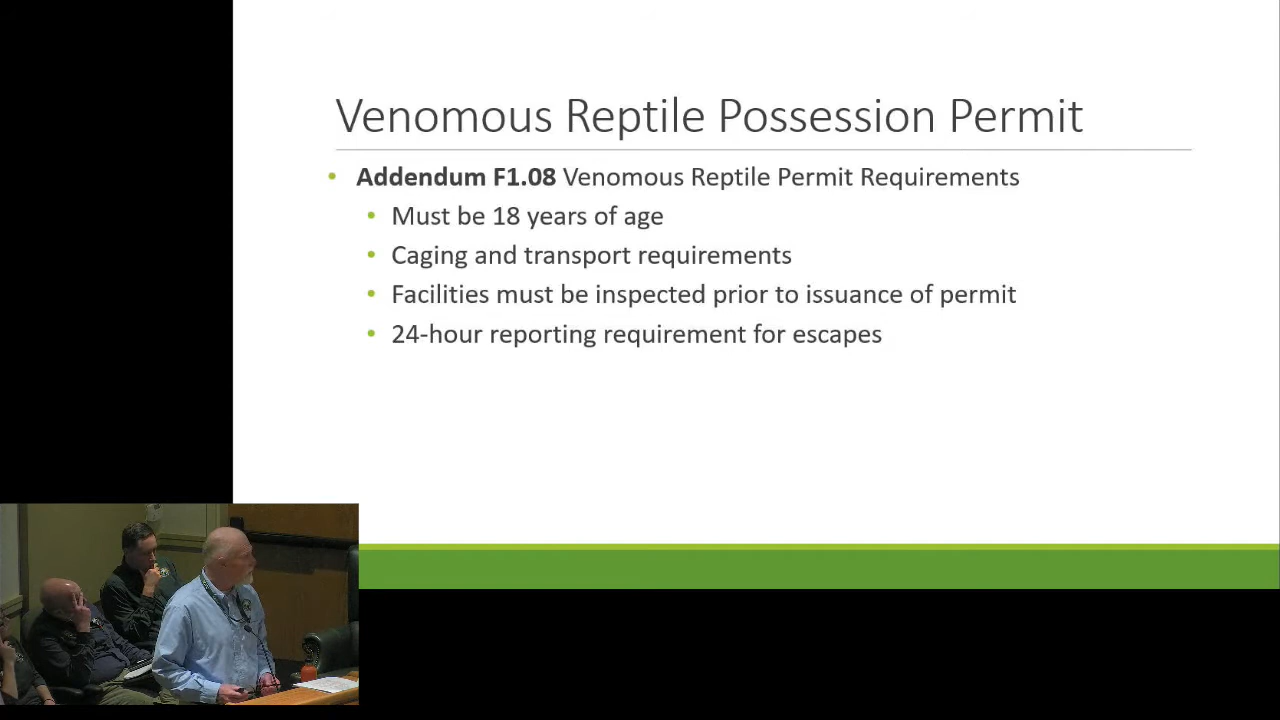 Venomous Reptile Possession Permit
Addendum F1.08 Venomous Reptile Permit Requirements
Must be 18 years of age
Caging and transport requirements
Facilities must be inspected prior to issuance of permit
24-hour reporting requirement for escapes